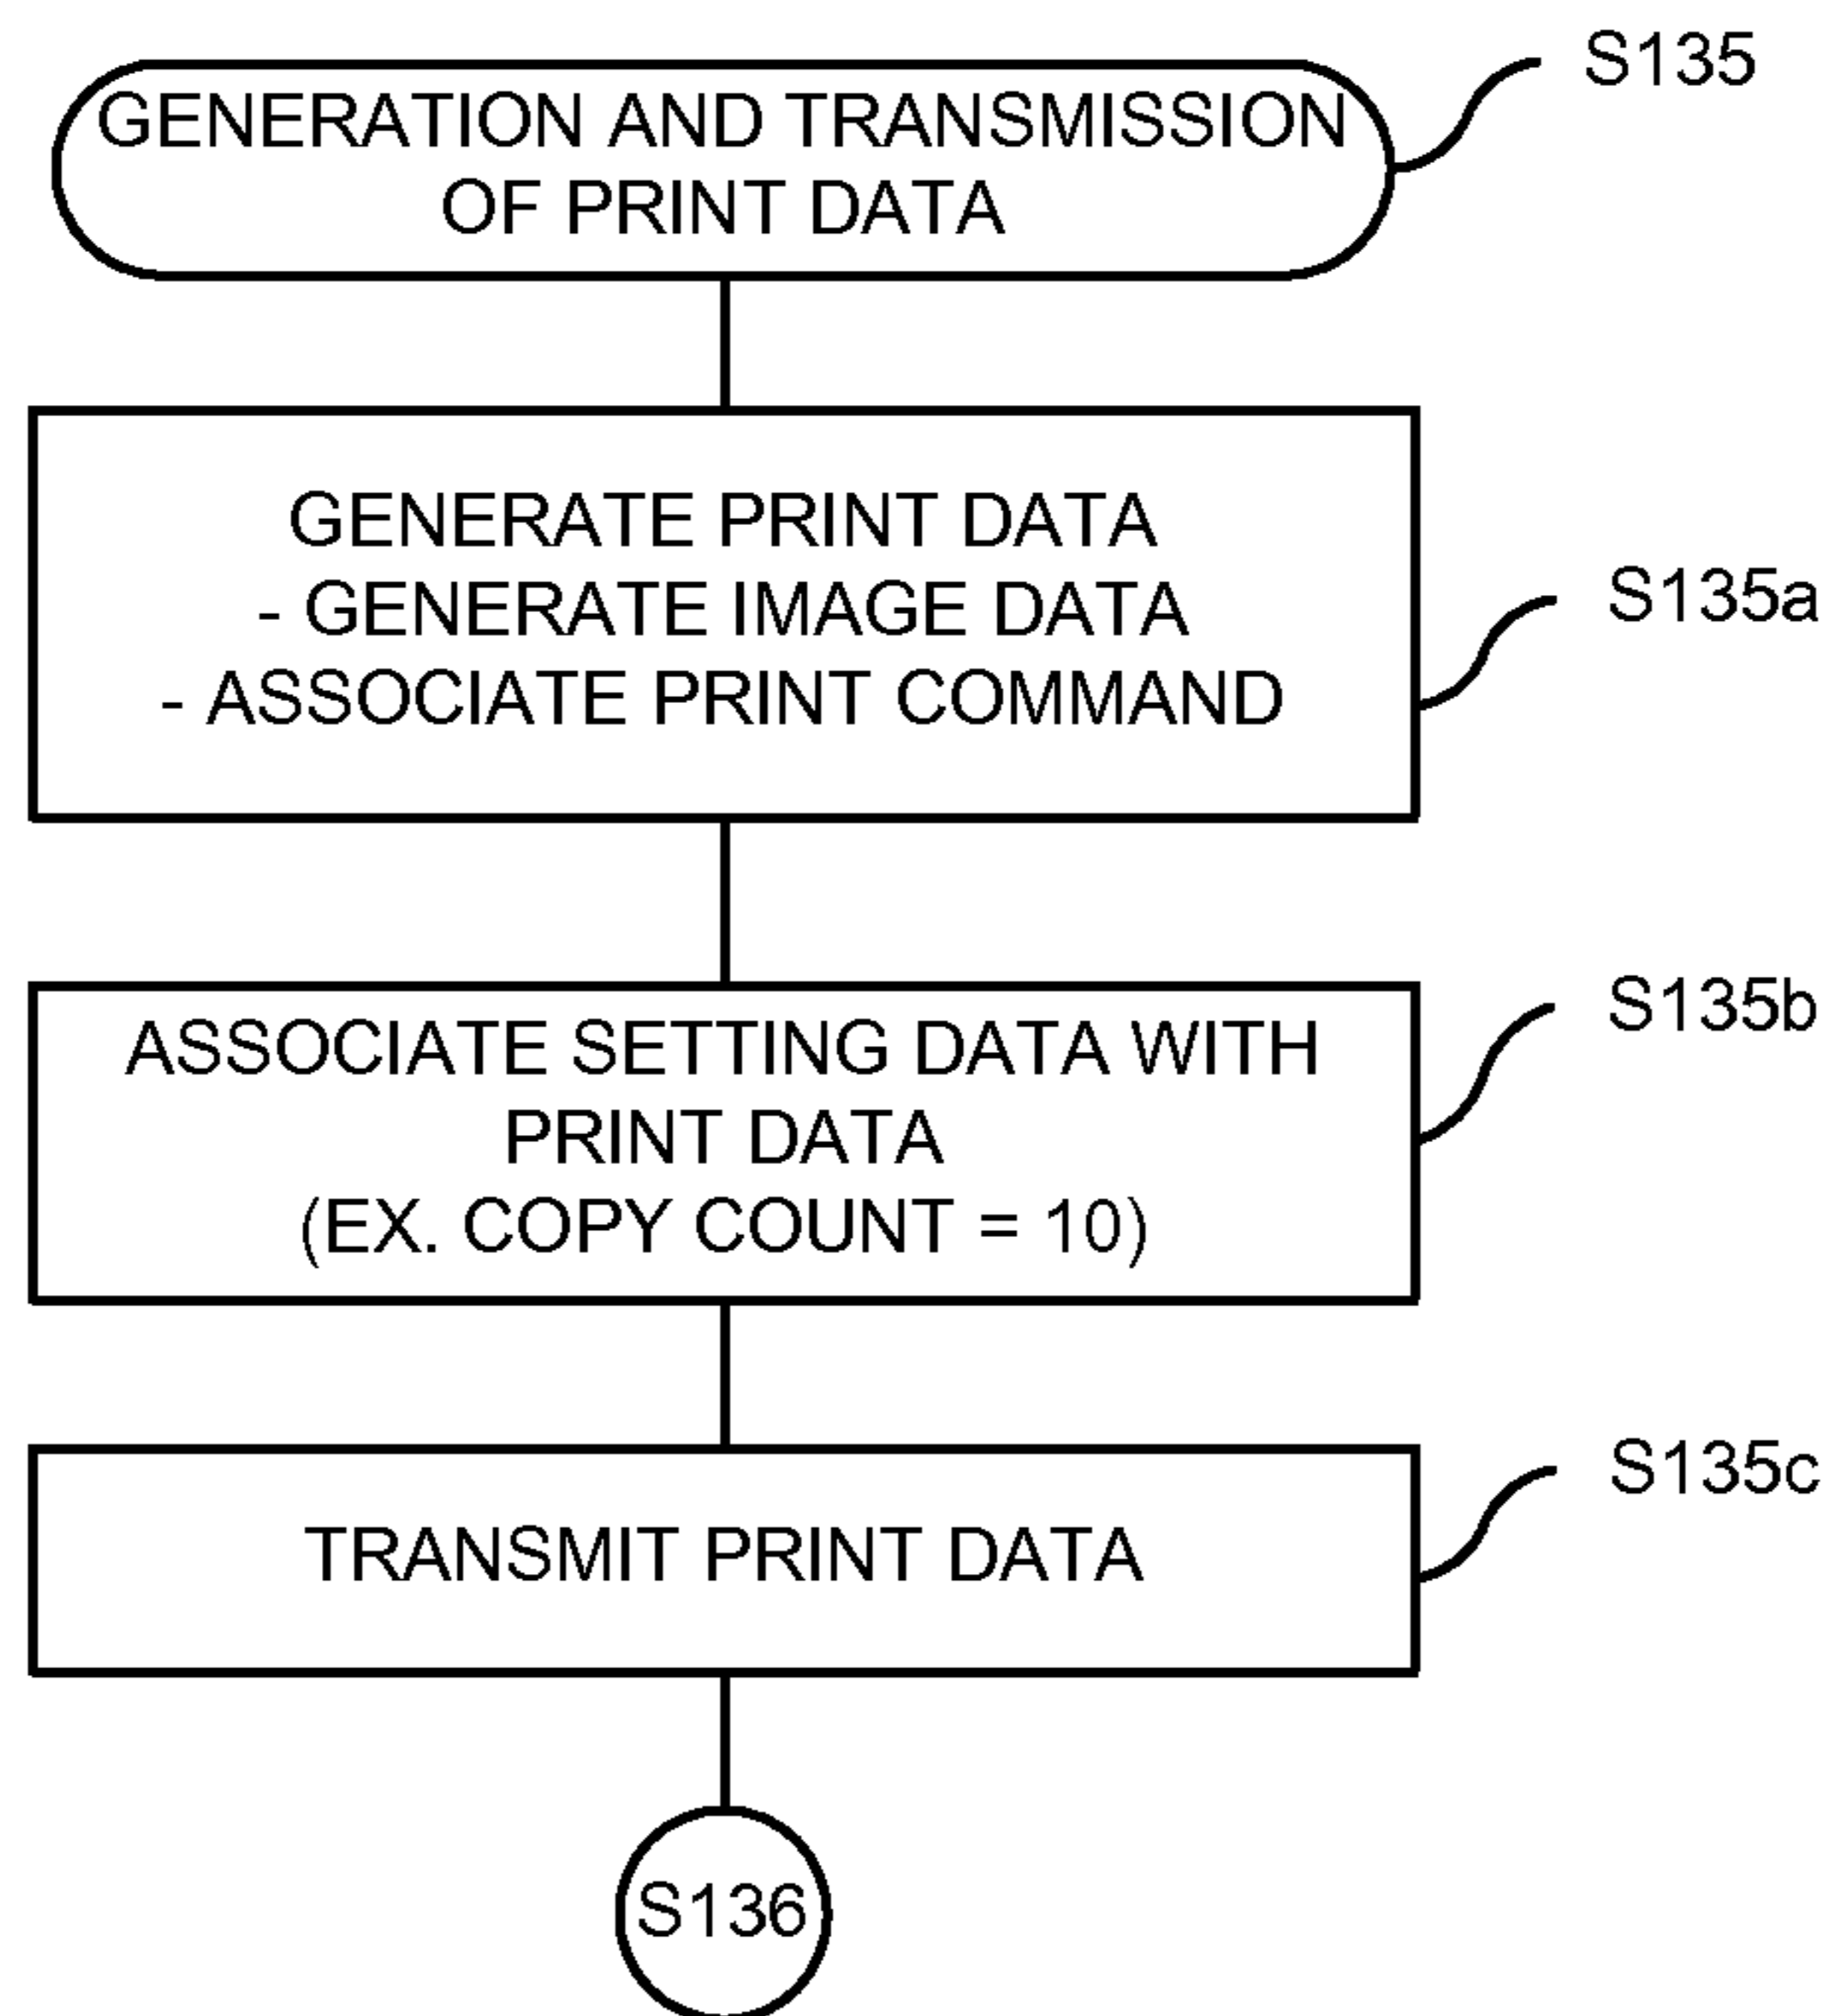 S135
GENERATION AND TRANSMISSION
OF PRINT DATA
GENERATE PRINT DATA
- GENERATE IMAGE DATA
- ASSOCIATE PRINT COMMAND
S135a
ASSOCIATE SETTING DATA WITH
PRINT DATA
(EX. COPY COUNT = 10)
S135b
TRANSMIT PRINT DATA
S135c
S136